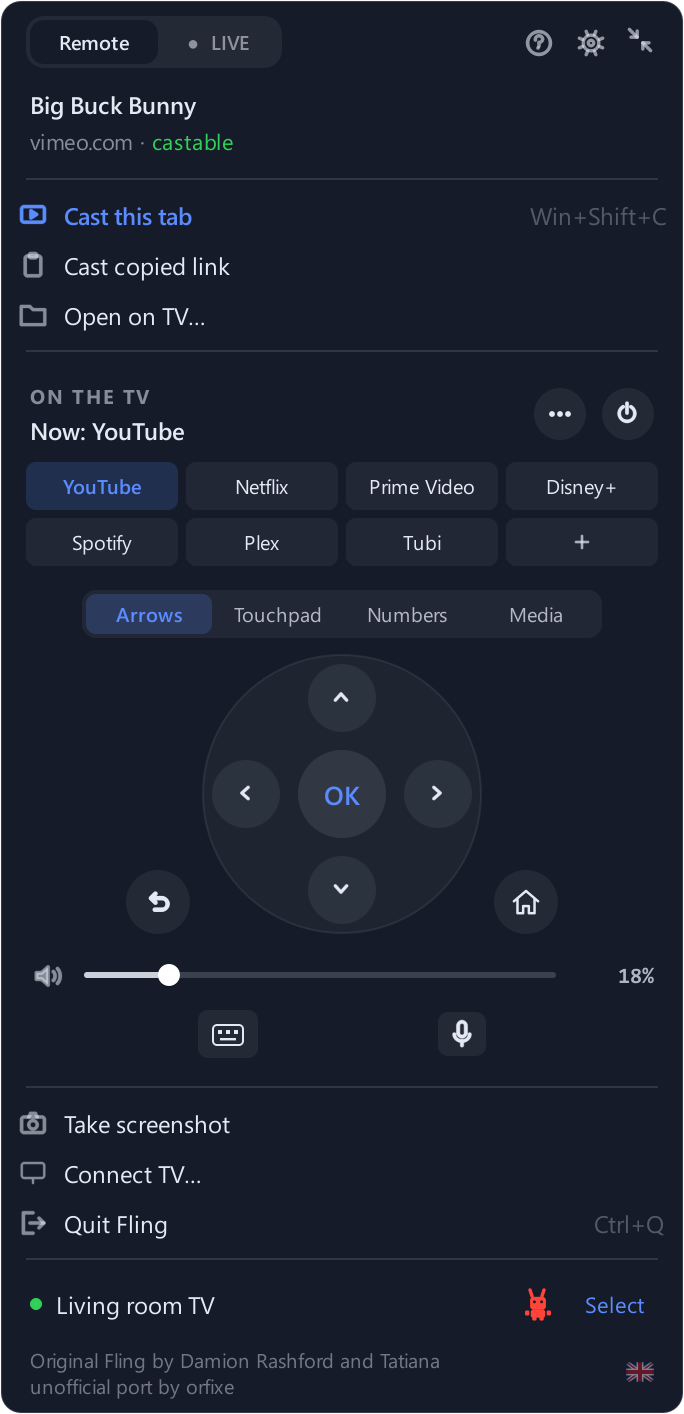 Remote
• LIVE
Big Buck Bunny
vimeo.com · castable
Cast this tab
Win+Shift+C
Cast copied link
Open on TV...
ON THE TV
Now: YouTube
YouTube
Netflix
Prime Video
Disney+
Spotify
Plex
Tubi
+
Arrows
Touchpad
Numbers
Media
OK
18%
Take screenshot
Connect TV...
Quit Fling
Ctrl+Q
Living room TV
Select
Original Fling by Damion Rashford and Tatiana
unofficial port by orfixe